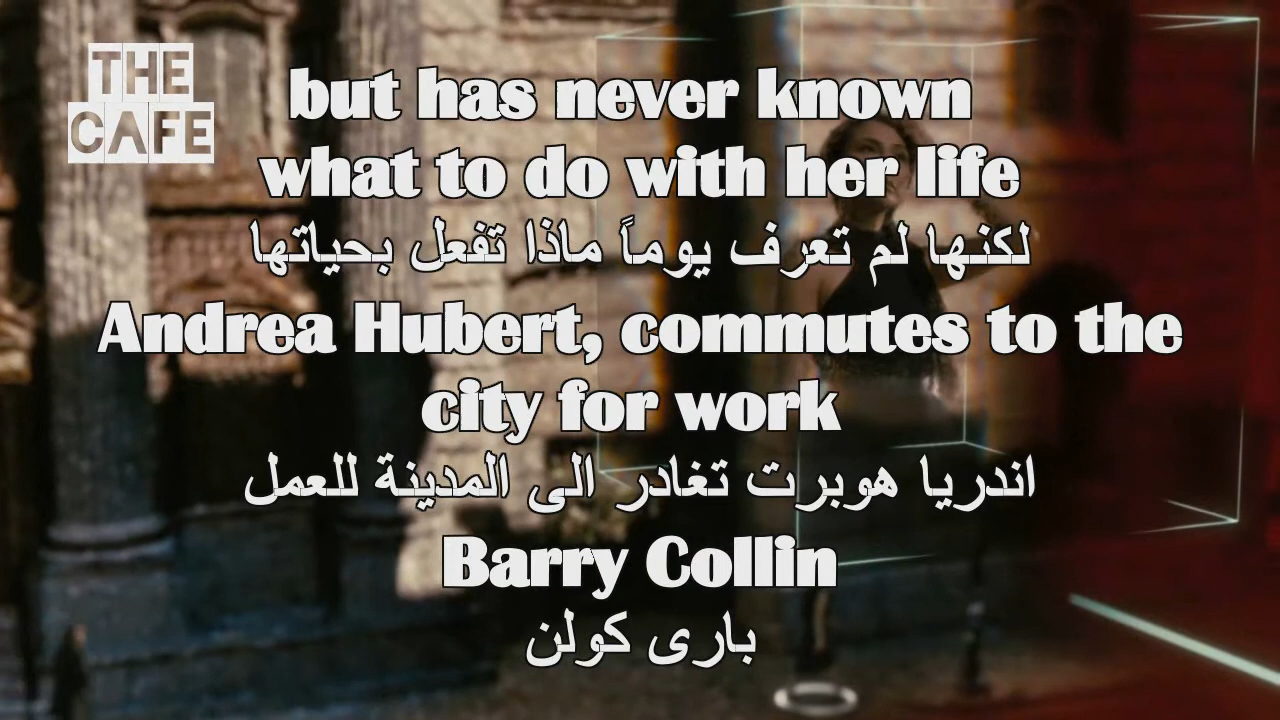 THE
CAFE
but has never known
what to do with her life
لكنها لم تعرف يوماً ماذا تفعل بحياتها
Andrea Hubert, commutes to the
city for work
اندريا هوبرت تغادر الى المدينة للعمل
Barry Collin
بارى كولن